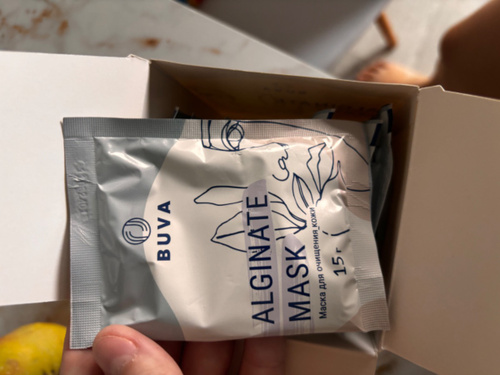 BUVA
ALGINATE
MASK
Маска для очищения кожи
15 г